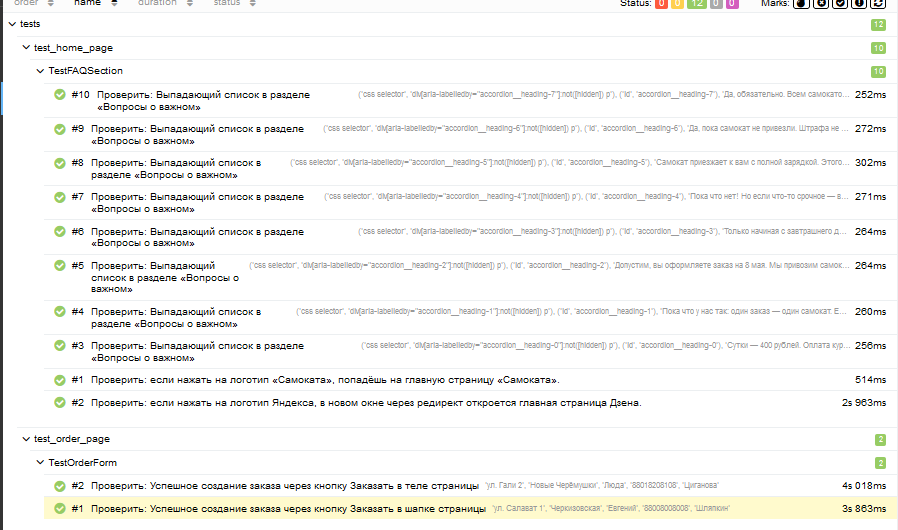 order name duration status Status: 0 0 12 0 0 Marks:
tests 12
test_home_page 10
TestFAQSection 10
#10 Проверить: Выпадающий список в разделе ('css selector', 'div[aria-labelledby="accordion__heading-7"]:not([hidden]) p'), ('id', 'accordion__heading-7'), 'Да, обязательно. Всем самокато... 252ms
«Вопросы о важном»
#9 Проверить: Выпадающий список в разделе ('css selector', 'div[aria-labelledby="accordion__heading-6"]:not([hidden]) p'), ('id', 'accordion__heading-6'), 'Да, пока самокат не привезли. Штрафа не ... 272ms
«Вопросы о важном»
#8 Проверить: Выпадающий список в ('css selector', 'div[aria-labelledby="accordion__heading-5"]:not([hidden]) p'), ('id', 'accordion__heading-5'), 'Самокат приезжает к вам с полной зарядкой. Этого... 302ms
разделе «Вопросы о важном»
#7 Проверить: Выпадающий список в разделе ('css selector', 'div[aria-labelledby="accordion__heading-4"]:not([hidden]) p'), ('id', 'accordion__heading-4'), 'Пока что нет! Но если что-то срочное — в... 271ms
«Вопросы о важном»
#6 Проверить: Выпадающий список в разделе ('css selector', 'div[aria-labelledby="accordion__heading-3"]:not([hidden]) p'), ('id', 'accordion__heading-3'), 'Только начиная с завтрашнего д... 264ms
«Вопросы о важном»
#5 Проверить: Выпадающий ('css selector', 'div[aria-labelledby="accordion__heading-2"]:not([hidden]) p'), ('id', 'accordion__heading-2'), 'Допустим, вы оформляете заказ на 8 мая. Мы привозим самок... 264ms
список в разделе «Вопросы о
важном»
#4 Проверить: Выпадающий список в ('css selector', 'div[aria-labelledby="accordion__heading-1"]:not([hidden]) p'), ('id', 'accordion__heading-1'), 'Пока что у нас так: один заказ — один самокат. Е... 260ms
разделе «Вопросы о важном»
#3 Проверить: Выпадающий список в разделе ('css selector', 'div[aria-labelledby="accordion__heading-0"]:not([hidden]) p'), ('id', 'accordion__heading-0'), 'Сутки — 400 рублей. Оплата кур... 256ms
«Вопросы о важном»
#1 Проверить: если нажать на логотип «Самоката», попадёшь на главную страницу «Самоката». 514ms
#2 Проверить: если нажать на логотип Яндекса, в новом окне через редирект откроется главная страница Дзена. 2s 963ms
test_order_page 2
TestOrderForm 2
#2 Проверить: Успешное создание заказа через кнопку Заказать в теле страницы 'ул. Гали 2', 'Новые Черёмушки', 'Люда', '88018208108', 'Циганова' 4s 018ms
#1 Проверить: Успешное создание заказа через кнопку Заказать в шапке страницы 'ул. Салават 1', 'Черкизовская', 'Евгений', '88008008008', 'Шляпкин' 3s 863ms